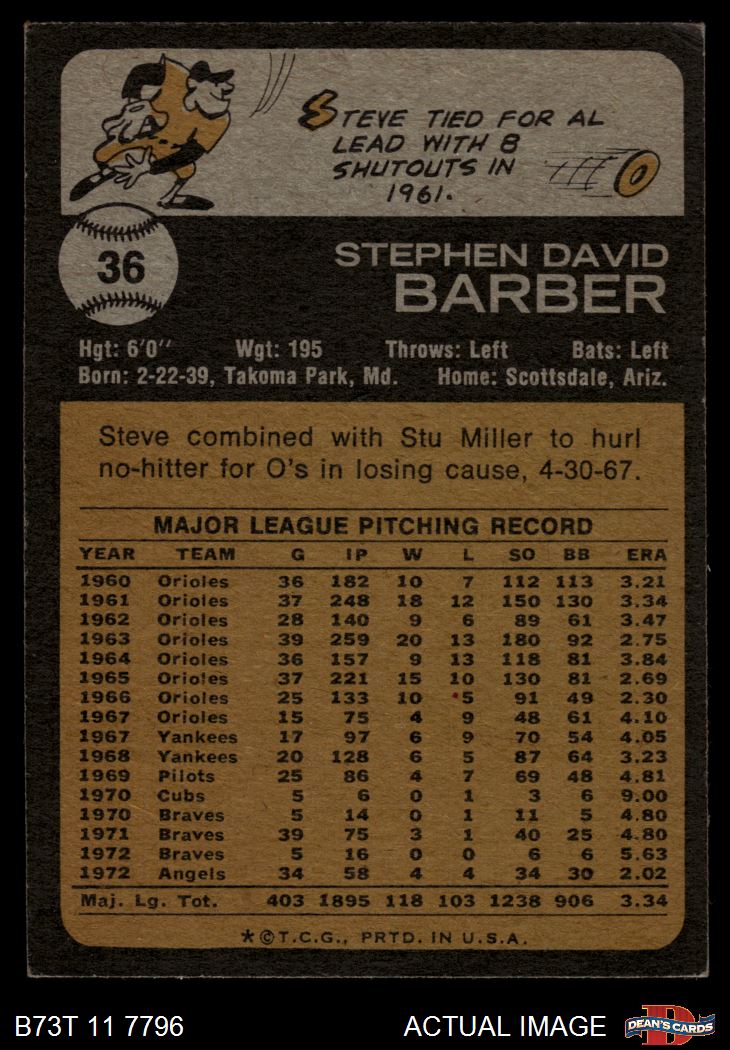 STEVE TIED FOR AL
LEAD WITH 8
SHUTOUTS IN
1961.
36
STEPHEN DAVID
BARBER
Hgt: 6'0" Wgt: 195 Throws: Left Bats: Left
Born: 2-22-39, Takoma Park, Md. Home: Scottsdale, Ariz.
Steve combined with Stu Miller to hurl
no-hitter for O's in losing cause, 4-30-67.
MAJOR LEAGUE PITCHING RECORD
YEAR TEAM G IP W L SO BB ERA
1960 Orioles 36 182 10 7 112 113 3.21
1961 Orioles 37 248 18 12 150 130 3.34
1962 Orioles 28 140 9 6 89 61 3.47
1963 Orioles 39 259 20 13 180 92 2.75
1964 Orioles 36 157 9 13 118 81 3.84
1965 Orioles 37 221 15 10 130 81 2.69
1966 Orioles 25 133 10 5 91 49 2.30
1967 Orioles 15 75 4 9 48 61 4.10
1967 Yankees 17 97 6 9 70 54 4.05
1968 Yankees 20 128 6 5 87 64 3.23
1969 Pilots 25 86 4 7 69 48 4.81
1970 Cubs 5 6 0 1 3 6 9.00
1970 Braves 5 14 0 1 11 5 4.80
1971 Braves 39 75 3 1 40 25 4.80
1972 Braves 5 16 0 0 6 6 5.63
1972 Angels 34 58 4 4 34 30 2.02
Maj. Lg. Tot. 403 1895 118 103 1238 906 3.34
*©T.C.G., PRTD. IN U.S.A.
B73T 11 7796 ACTUAL IMAGE
D
DEAN'S CARDS